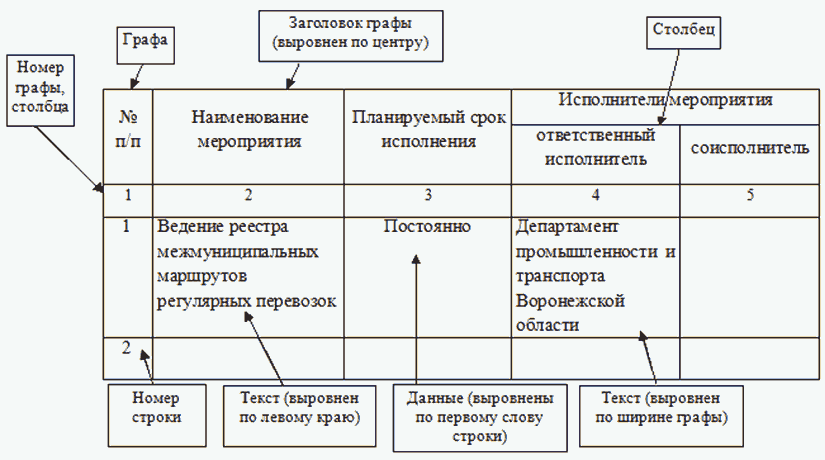 Заголовок графы
(выровнен по центру)
Столбец
Графа
Номер
графы,
столбца
№
п/п
Наименование
мероприятия
Планируемый срок
исполнения
Исполнители мероприятия
ответственный
исполнитель
соисполнитель
1 2 3 4 5
1 Ведение реестра Постоянно Департамент
межмуниципальных промышленности и
маршрутов транспорта
регулярных перевозок Воронежской
области
2
Номер
строки
Текст (выровнен
по левому краю)
Данные (выровнены
по первому слову
строки)
Текст (выровнен
по ширине графы)